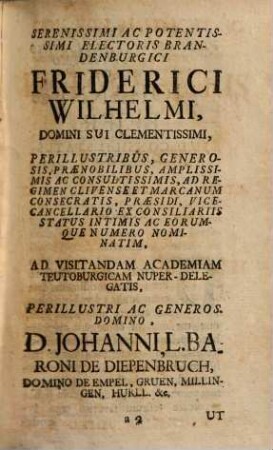 SERENISSIMI AC POTENTIS-
SIMI ELECTORIS BRAN-
DENBURGICI
FRIDERICI
WILHELMI,
DOMINI SUI CLEMENTISSIMI,
PERILLUSTRIBUS, GENERO-
SIS, PRÆNOBILIBUS, AMPLISSI-
MIS AC CONSULTISSIMIS, AD RE-
GIMEN CLIVENSE ET MARCANUM
CONSECRATIS, PRÆSIDI, VICE-
CANCELLARIO EX CONSILIARIIS
STATUS INTIMIS AC EORUM-
QUE NUMERO NOMI-
NATIM.
AD VISITANDAM ACADEMIAM
TEUTOBURGICAM NUPER-DELE-
GATIS,
PERILLUSTRI AC GENEROS.
DOMINO,
D. JOHANNI, L. BA-
RONI DE DIEPENBRUCH,
DOMINO DE EMPEL, GRUEN, MILLIN-
GEN, HURLL. &c,
a 2 UT